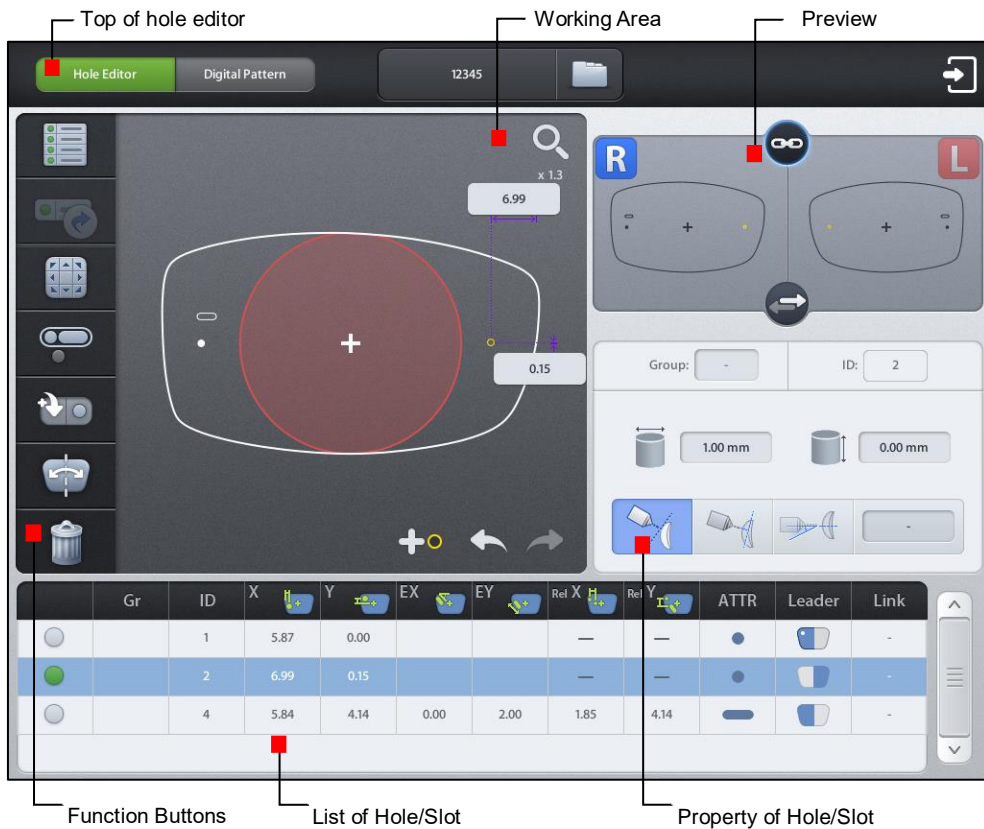 Top of hole editor
Working Area
Preview
Hole Editor
Digital Pattern
12345
x 1.3
6.99
0.15
R
L
Group: -
ID: 2
1.00 mm
0.00 mm
-
Gr ID X Y EX EY Rel X Rel Y ATTR Leader Link
1 5.87 0.00 — — -
2 6.99 0.15 — — -
4 5.84 4.14 0.00 2.00 1.85 4.14 -
Function Buttons
List of Hole/Slot
Property of Hole/Slot